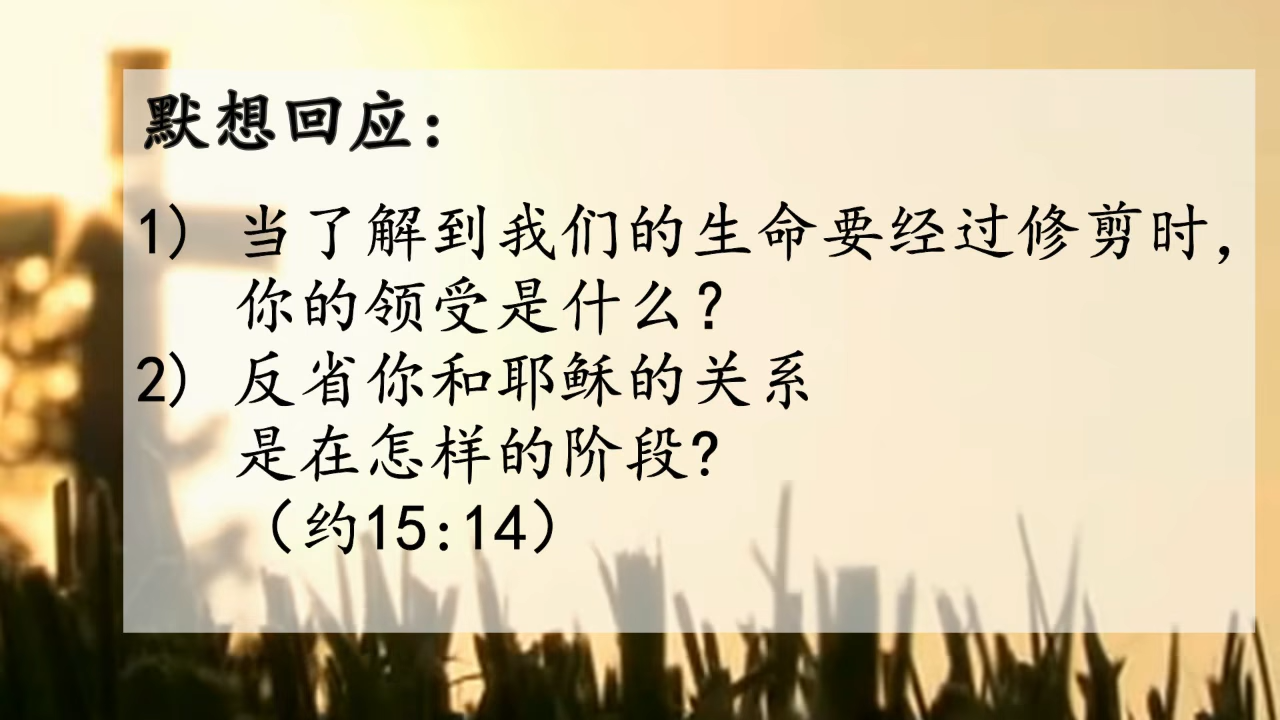 默想回应：
1) 当了解到我们的生命要经过修剪时，
你的领受是什么？
2) 反省你和耶稣的关系
是在怎样的阶段?
（约15:14）